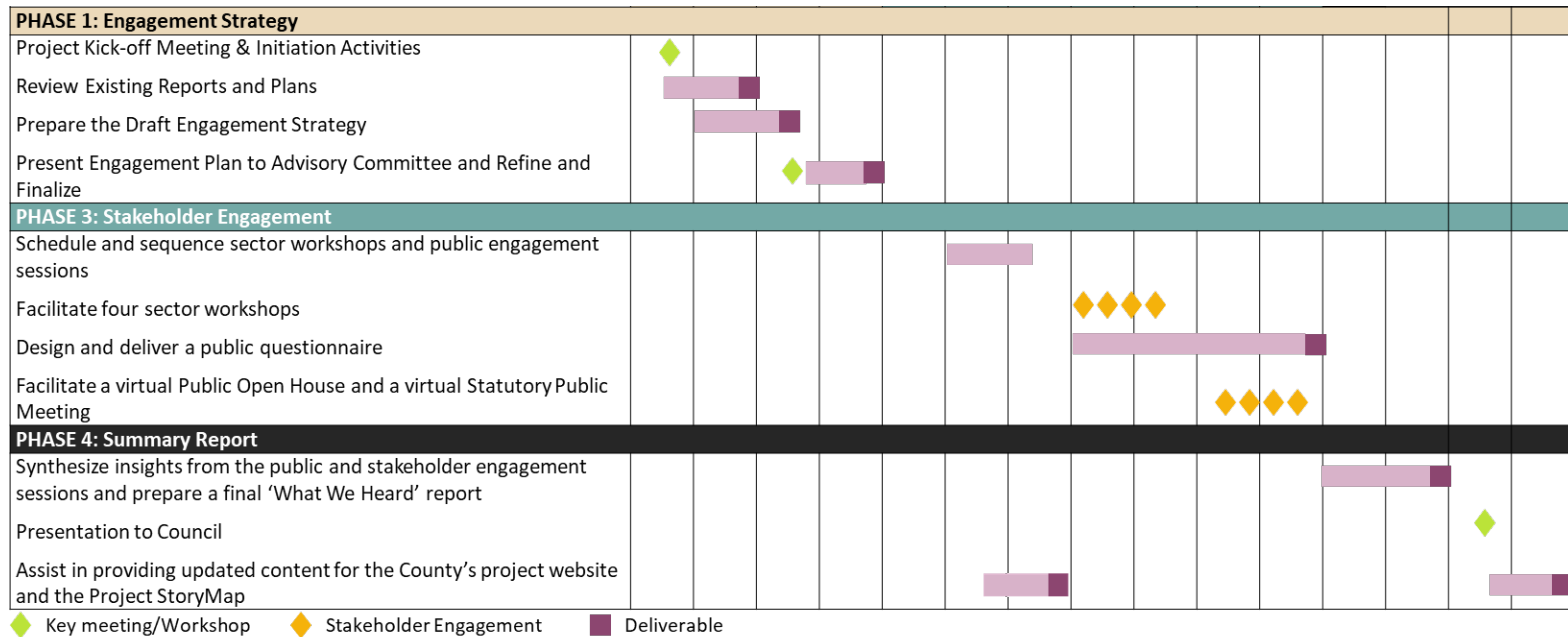 PHASE 1: Engagement Strategy
Project Kick-off Meeting & Initiation Activities
Review Existing Reports and Plans
Prepare the Draft Engagement Strategy
Present Engagement Plan to Advisory Committee and Refine and
Finalize
PHASE 3: Stakeholder Engagement
Schedule and sequence sector workshops and public engagement
sessions
Facilitate four sector workshops
Design and deliver a public questionnaire
Facilitate a virtual Public Open House and a virtual Statutory Public
Meeting
PHASE 4: Summary Report
Synthesize insights from the public and stakeholder engagement
sessions and prepare a final ‘What We Heard’ report
Presentation to Council
Assist in providing updated content for the County’s project website
and the Project StoryMap
Key meeting/Workshop
Stakeholder Engagement
Deliverable